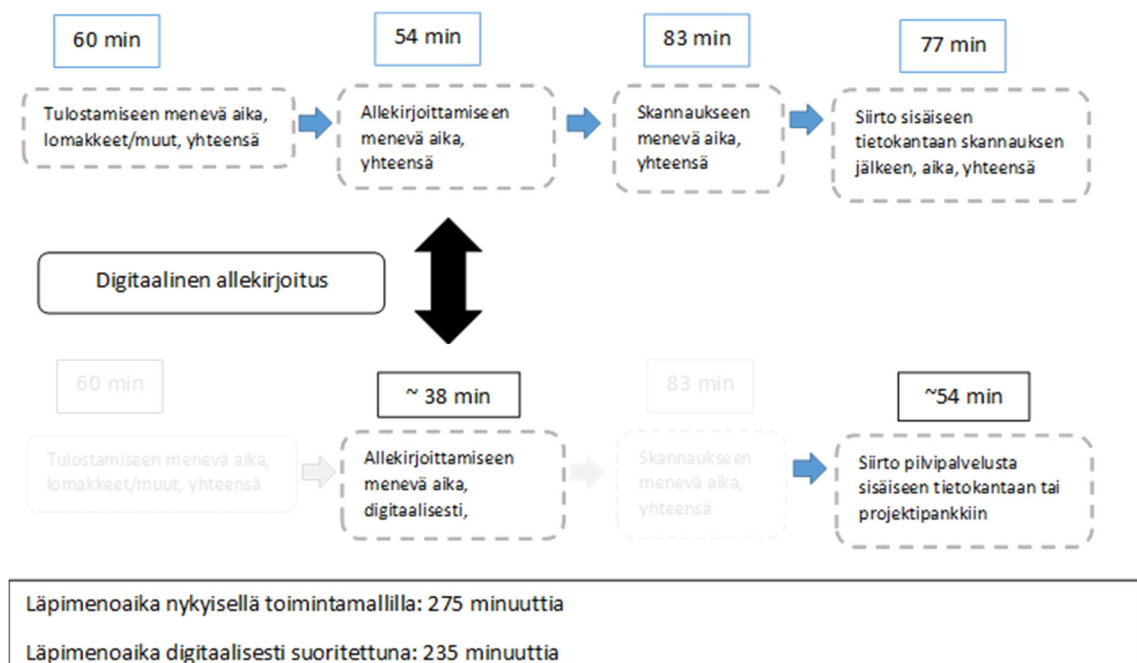 60 min
54 min
83 min
77 min
Tulostamiseen menevä aika,
lomakkeet/muut, yhteensä
Allekirjoittamiseen
menevä aika,
yhteensä
Skannaukseen
menevä aika,
yhteensä
Siirto sisäiseen
tietokantaan skannauksen
jälkeen, aika, yhteensä
Digitaalinen allekirjoitus
60 min
~ 38 min
83 min
~54 min
Tulostamiseen menevä aika,
lomakkeet/muut, yhteensä
Allekirjoittamiseen
menevä aika,
digitaalisesti,
Skannaukseen
menevä aika,
yhteensä
Siirto pilvipalvelusta
sisäiseen tietokantaan tai
projektipankkiin
Läpimenoaika nykyisellä toimintamallilla: 275 minuuttia
Läpimenoaika digitaalisesti suoritettuna: 235 minuuttia